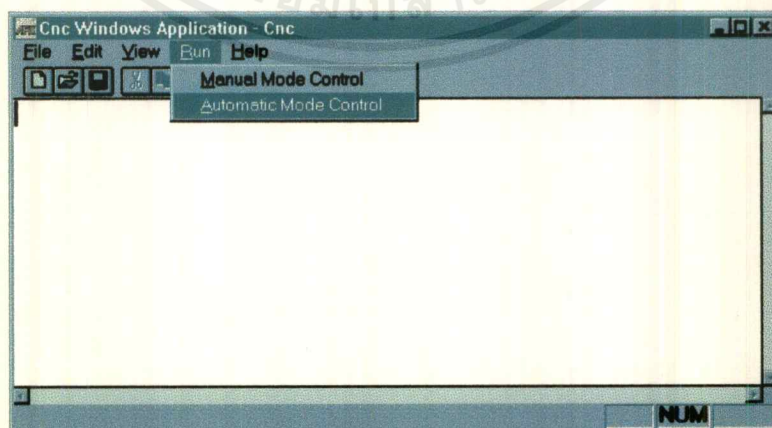 Cnc Windows Application - Cnc
File Edit View Run Help
Manual Mode Control
Automatic Mode Control
NUM